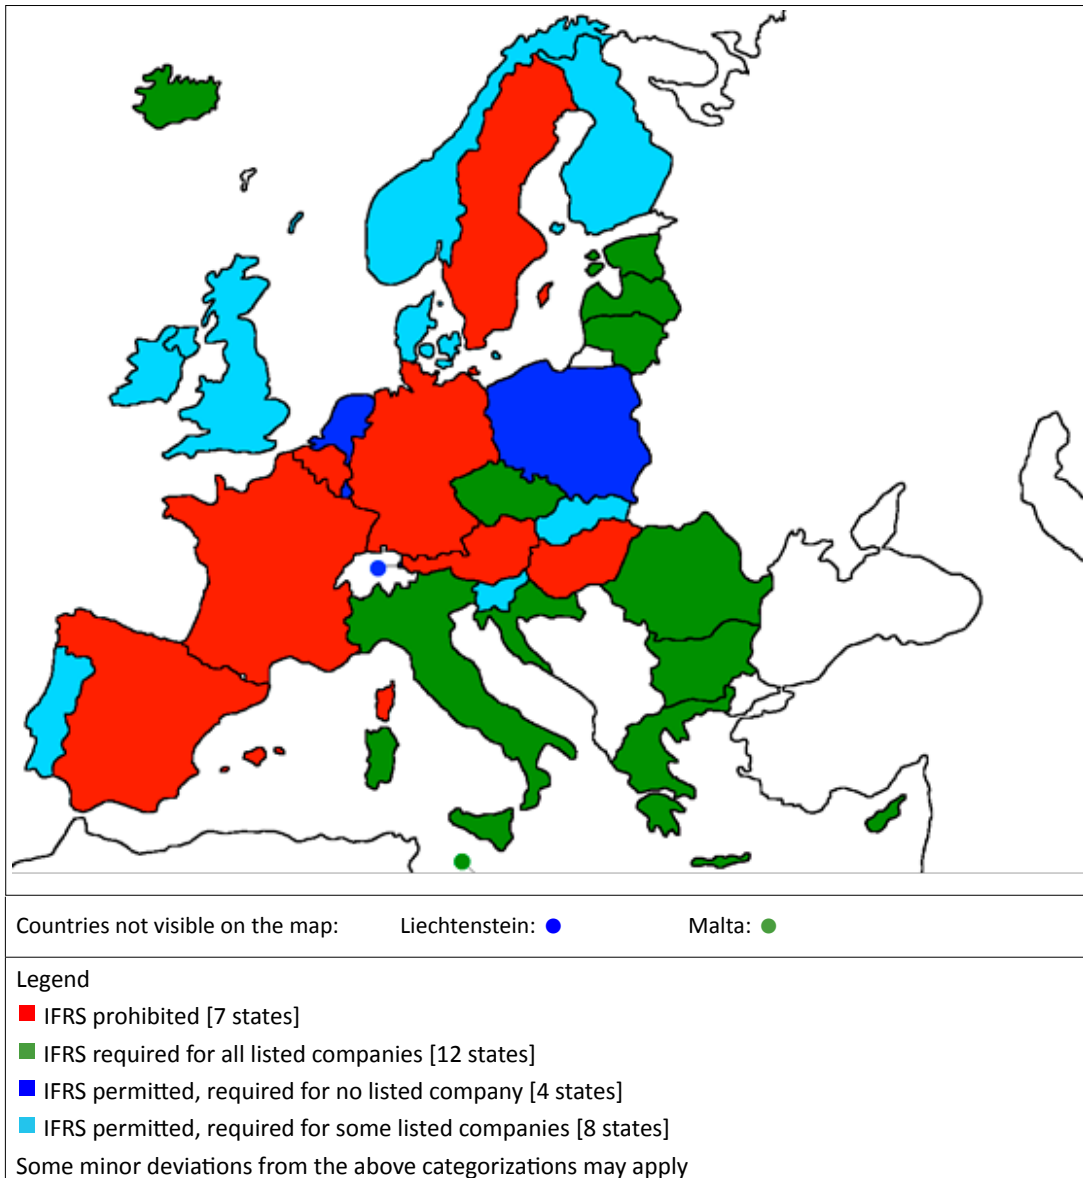 Countries not visible on the map: Liechtenstein: Malta:
Legend
IFRS prohibited [7 states]
IFRS required for all listed companies [12 states]
IFRS permitted, required for no listed company [4 states]
IFRS permitted, required for some listed companies [8 states]
Some minor deviations from the above categorizations may apply